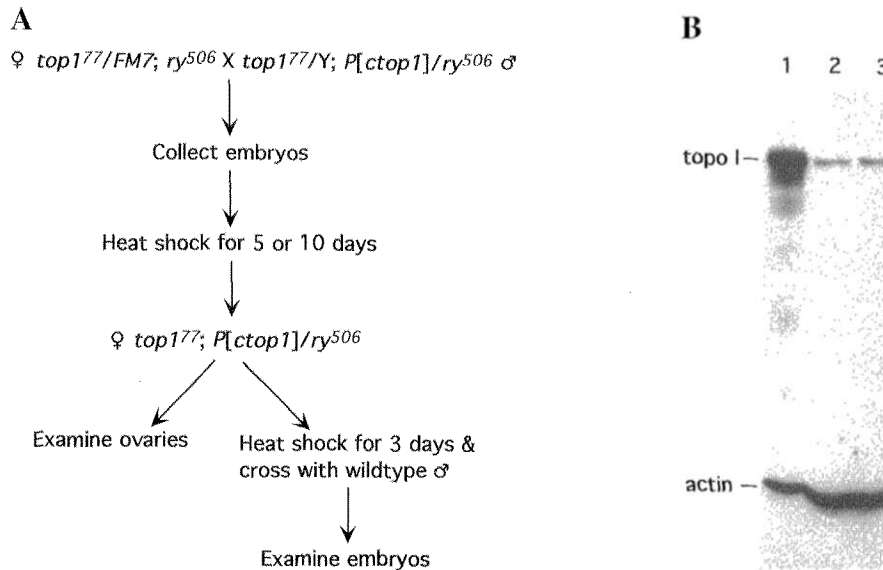 A
♀ top1⁷⁷/FM7; ry⁵⁰⁶ X top1⁷⁷/Y; P[ctop1]/ry⁵⁰⁶ ♂
Collect embryos
Heat shock for 5 or 10 days
♀ top1⁷⁷; P[ctop1]/ry⁵⁰⁶
Examine ovaries
Heat shock for 3 days &
cross with wildtype ♂
Examine embryos
B
1 2 3
topo I–
actin –